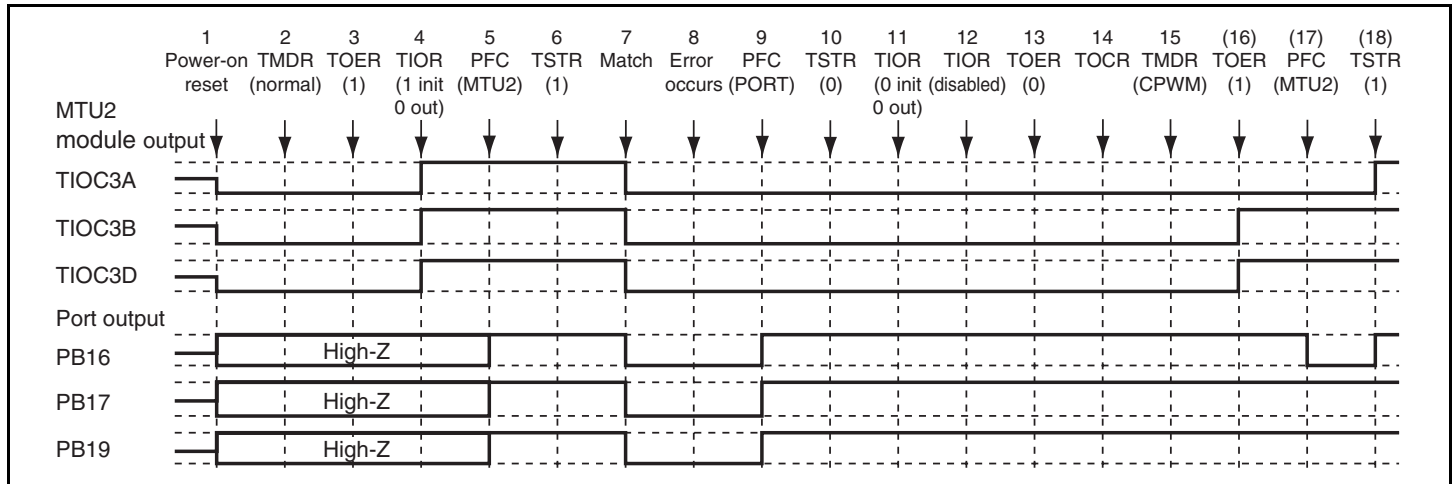 1 2 3 4 5 6 7 8 9 10 11 12 13 14 15 (16) (17) (18)
Power-on TMDR TOER TIOR PFC TSTR Match Error PFC TSTR TIOR TIOR TOER TOCR TMDR TOER PFC TSTR
reset (normal) (1) (1 init (MTU2) (1) occurs (PORT) (0) (0 init (disabled) (0) (CPWM) (1) (MTU2) (1)
0 out) 0 out)
MTU2
module output
TIOC3A
TIOC3B
TIOC3D
Port output
PB16 High-Z
PB17 High-Z
PB19 High-Z